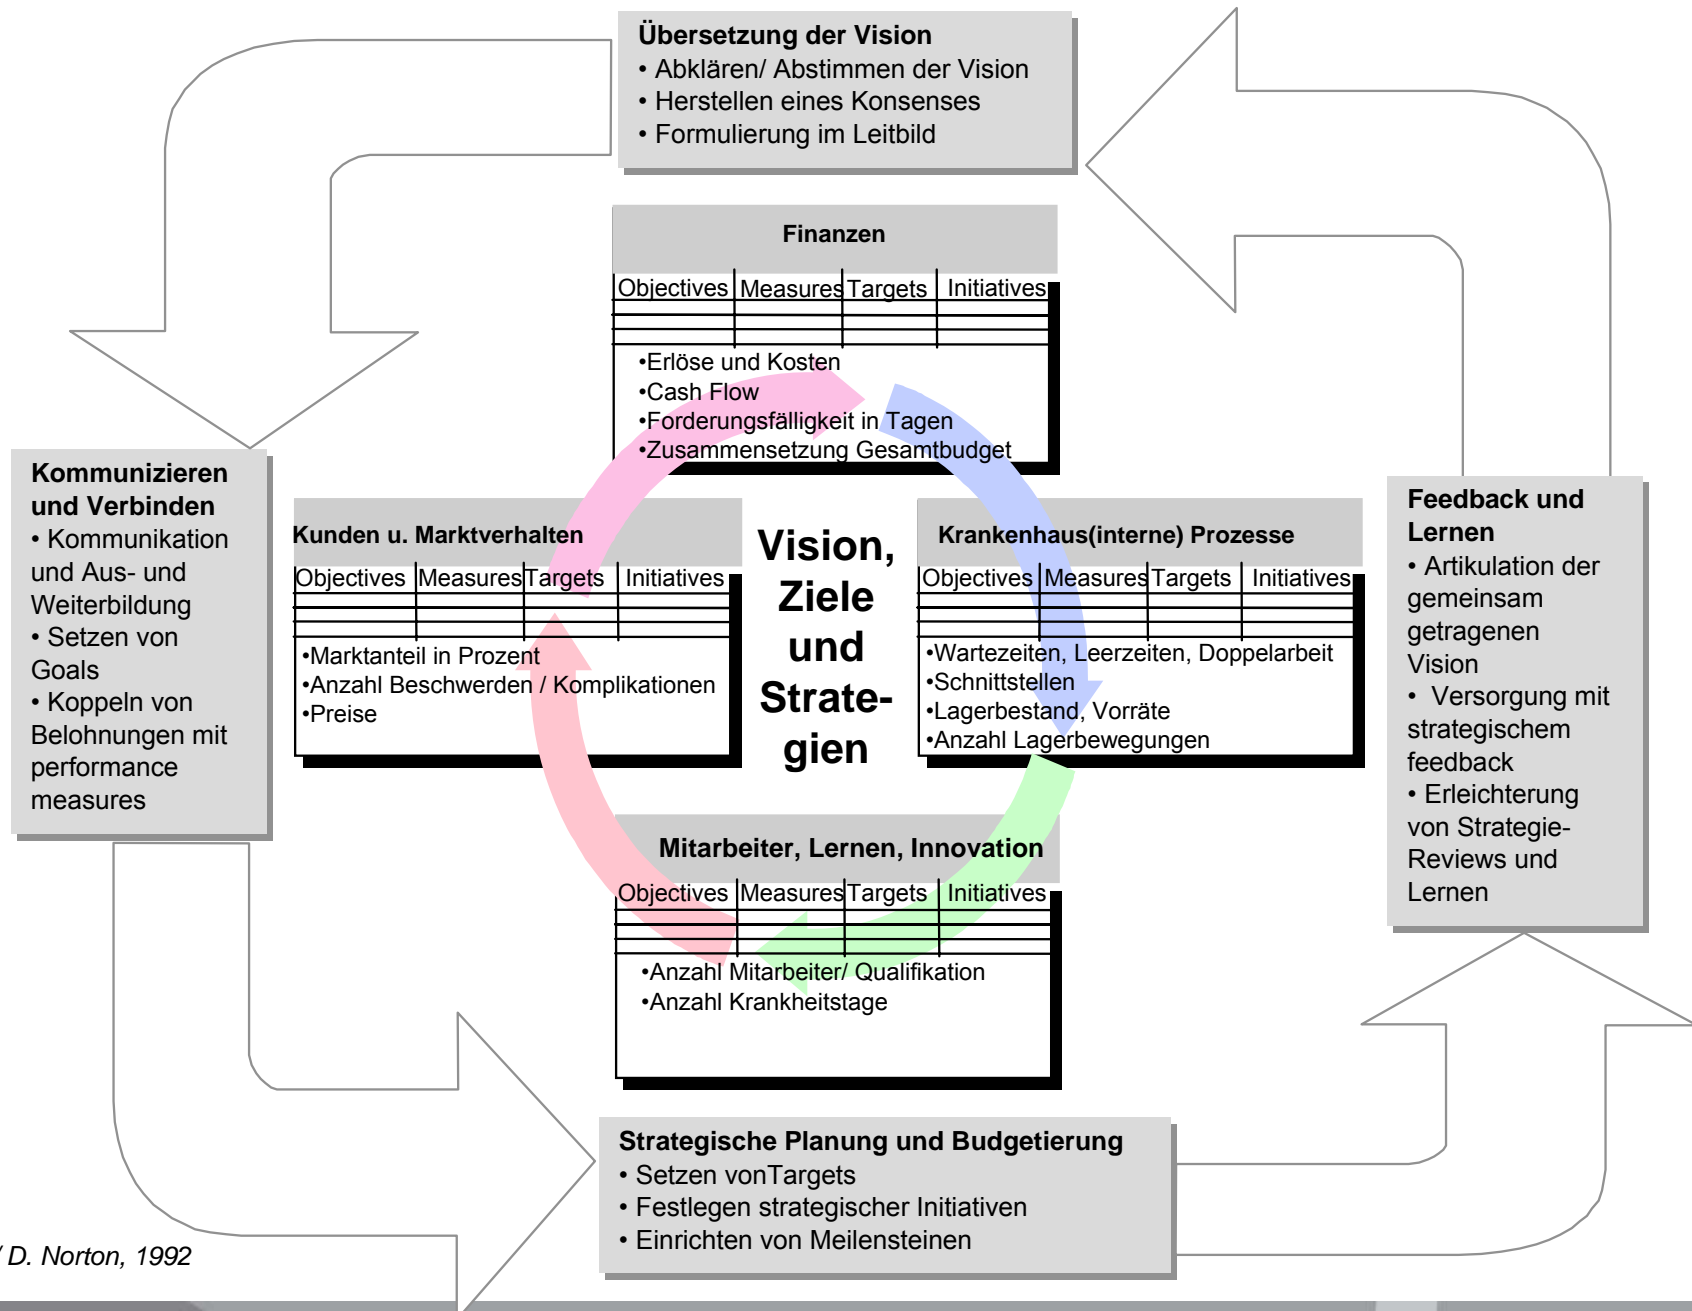 Übersetzung der Vision
• Abklären/ Abstimmen der Vision
• Herstellen eines Konsenses
• Formulierung im Leitbild
Finanzen
Objectives Measures Targets Initiatives
•Erlöse und Kosten
•Cash Flow
•Forderungsfälligkeit in Tagen
•Zusammensetzung Gesamtbudget
Kommunizieren
und Verbinden
• Kommunikation
und Aus- und
Weiterbildung
• Setzen von
Goals
• Koppeln von
Belohnungen mit
performance
measures
Kunden u. Marktverhalten
Objectives Measures Targets Initiatives
•Marktanteil in Prozent
•Anzahl Beschwerden / Komplikationen
•Preise
Vision,
Ziele
und
Strate-
gien
Krankenhaus(interne) Prozesse
Objectives Measures Targets Initiatives
•Wartezeiten, Leerzeiten, Doppelarbeit
•Schnittstellen
•Lagerbestand, Vorräte
•Anzahl Lagerbewegungen
Feedback und
Lernen
• Artikulation der
gemeinsam
getragenen
Vision
• Versorgung mit
strategischem
feedback
• Erleichterung
von Strategie-
Reviews und
Lernen
Mitarbeiter, Lernen, Innovation
Objectives Measures Targets Initiatives
•Anzahl Mitarbeiter/ Qualifikation
•Anzahl Krankheitstage
Strategische Planung und Budgetierung
• Setzen vonTargets
• Festlegen strategischer Initiativen
• Einrichten von Meilensteinen
/ D. Norton, 1992